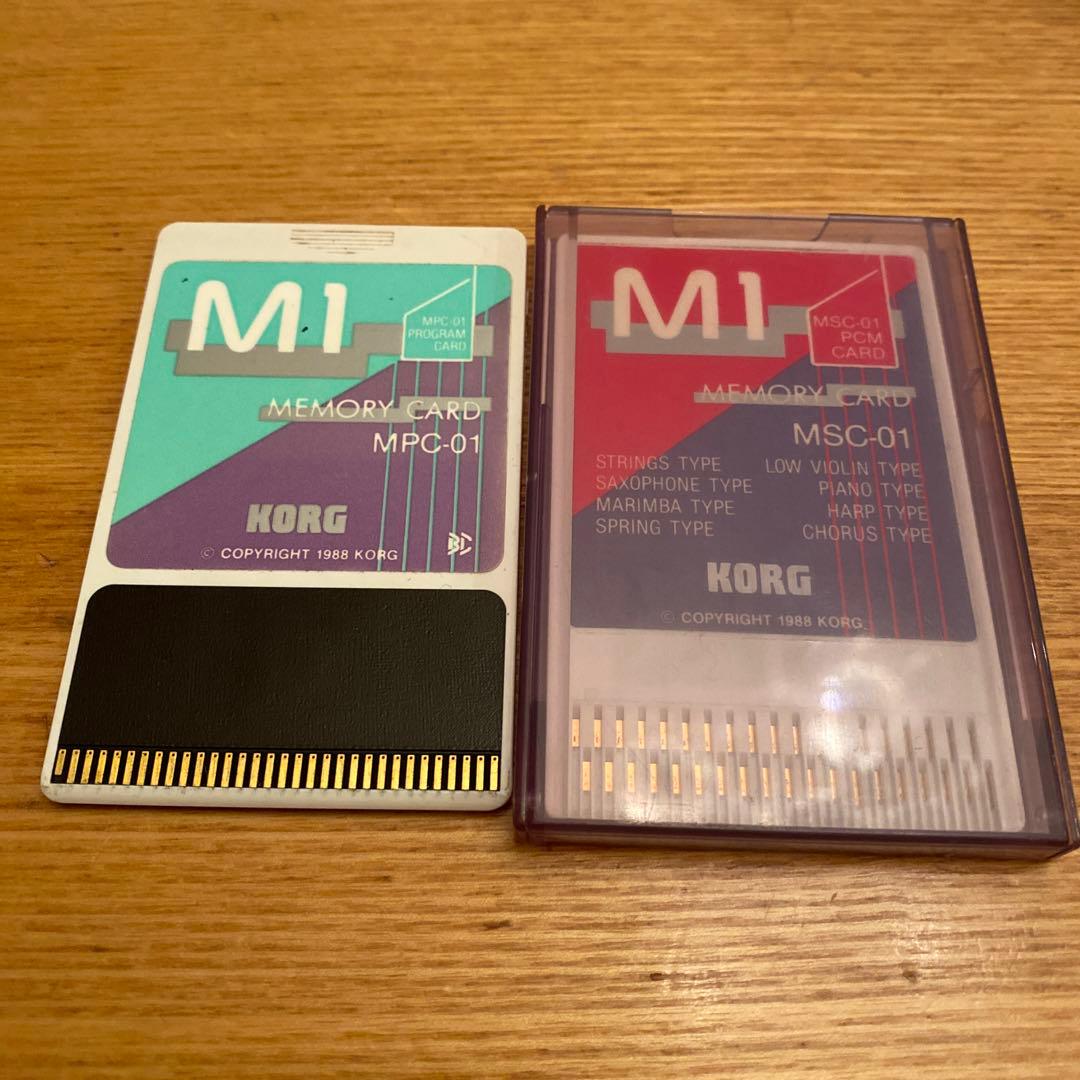 M1
MPC-01
PROGRAM
CARD
MEMORY CARD
MPC-01
KORG
© COPYRIGHT 1988 KORG
M1
MSC-01
PCM
CARD
MEMORY CARD
MSC-01
STRINGS TYPE LOW VIOLIN TYPE
SAXOPHONE TYPE PIANO TYPE
MARIMBA TYPE HARP TYPE
SPRING TYPE CHORUS TYPE
KORG
© COPYRIGHT 1988 KORG